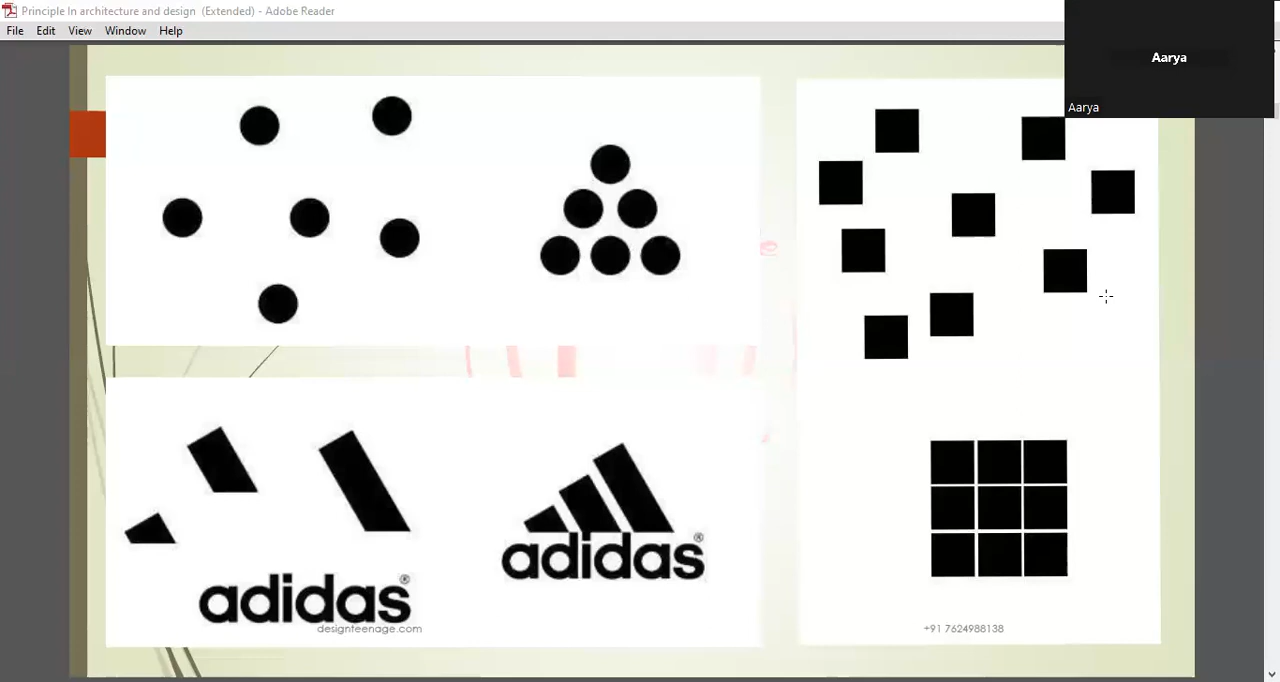 Principle In architecture and design (Extended) - Adobe Reader
File Edit View Window Help
Aarya
Aarya
adidas®
adidas®
designteenage.com
+91 7624988138